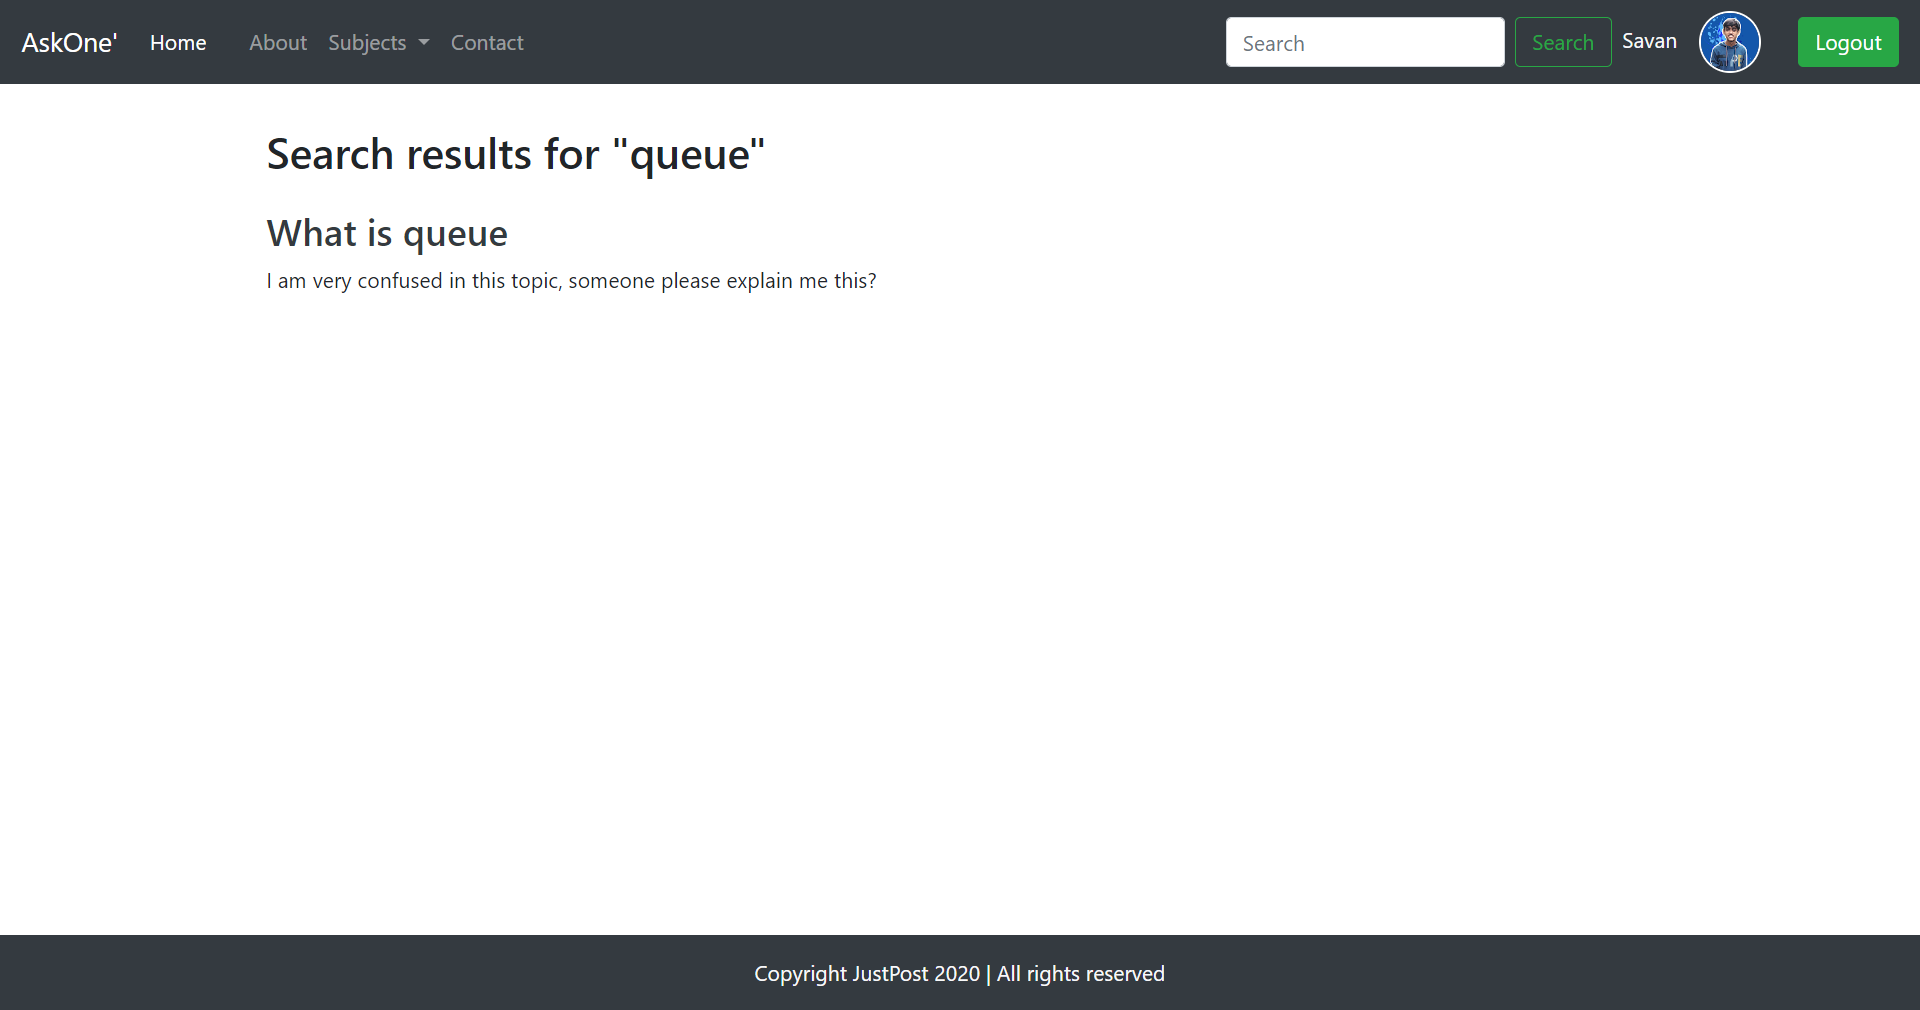 AskOne' Home About Subjects Contact Search Search Savan Logout
Search results for "queue"
What is queue
I am very confused in this topic, someone please explain me this?
Copyright JustPost 2020 | All rights reserved